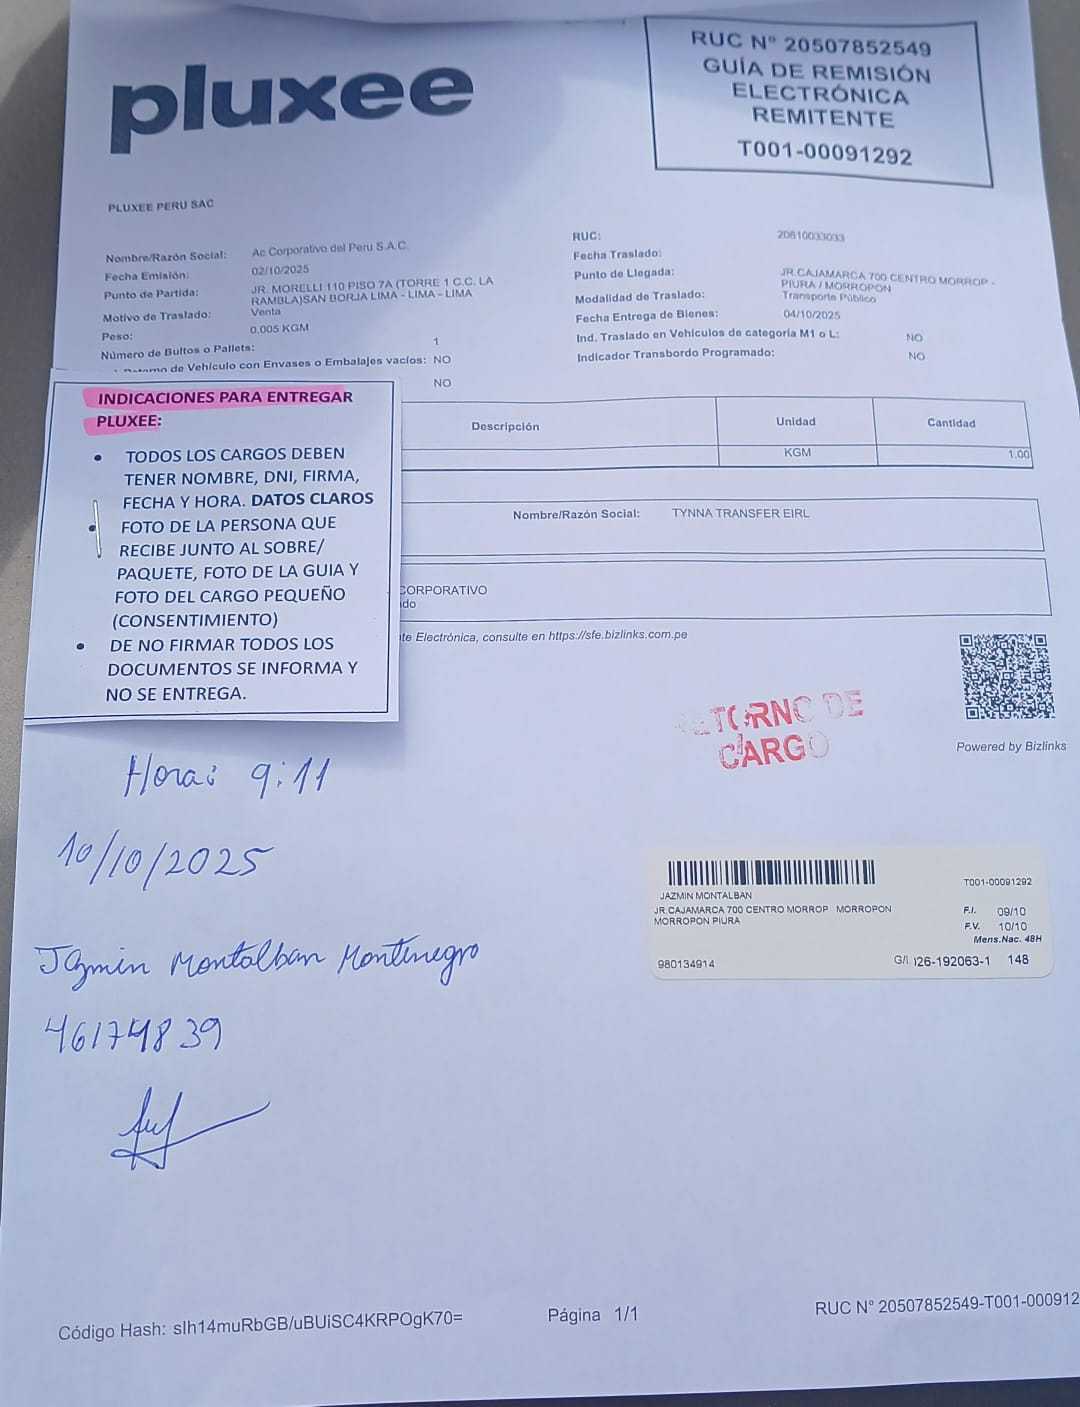 pluxee
RUC N° 20507852549
GUÍA DE REMISIÓN
ELECTRÓNICA
REMITENTE
T001-00091292
PLUXEE PERU SAC
Nombre/Razón Social: Ac Corporativo del Peru S.A.C.
Fecha Emisión: 02/10/2025
Punto de Partida: JR. MORELLI 110 PISO 7A (TORRE 1 C.C. LA
RAMBLA)SAN BORJA LIMA - LIMA - LIMA
Motivo de Traslado: Venta
Peso: 0.005 KGM
Número de Bultos o Pallets: 1
de Vehículo con Envases o Embalajes vacíos: NO
NO
RUC: 20610033033
Fecha Traslado:
Punto de Llegada: JR.CAJAMARCA 700 CENTRO MORROP -
PIURA / MORROPON
Modalidad de Traslado: Transporte Público
Fecha Entrega de Bienes: 04/10/2025
Ind. Traslado en Vehículos de categoría M1 o L: NO
Indicador Transbordo Programado: NO
INDICACIONES PARA ENTREGAR
PLUXEE:
• TODOS LOS CARGOS DEBEN
TENER NOMBRE, DNI, FIRMA,
FECHA Y HORA. DATOS CLAROS
• FOTO DE LA PERSONA QUE
RECIBE JUNTO AL SOBRE/
PAQUETE, FOTO DE LA GUIA Y
FOTO DEL CARGO PEQUEÑO
(CONSENTIMIENTO)
• DE NO FIRMAR TODOS LOS
DOCUMENTOS SE INFORMA Y
NO SE ENTREGA.
Descripción Unidad Cantidad
KGM 1.00
Nombre/Razón Social: TYNNA TRANSFER EIRL
CORPORATIVO
ido
te Electrónica, consulte en https://sfe.bizlinks.com.pe
RETORNO DE
CARGO
Powered by Bizlinks
Hora: 9:11
10/10/2025
Jazmin Montalban Montenegro
46174839
JAZMIN MONTALBAN
JR.CAJAMARCA 700 CENTRO MORROP MORROPON
MORROPON PIURA
980134914
T001-00091292
F.I. 09/10
F.V. 10/10
Mens.Nac. 48H
G/L 026-192063-1 148
Código Hash: slh14muRbGB/uBUiSC4KRPOgK70=
Página 1/1
RUC N° 20507852549-T001-000912